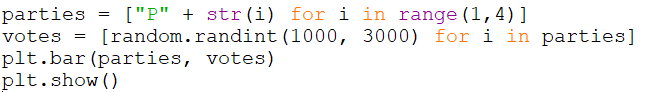 parties = ["P" + str(i) for i in range(1,4)]
votes = [random.randint(1000, 3000) for i in parties]
plt.bar(parties, votes)
plt.show()